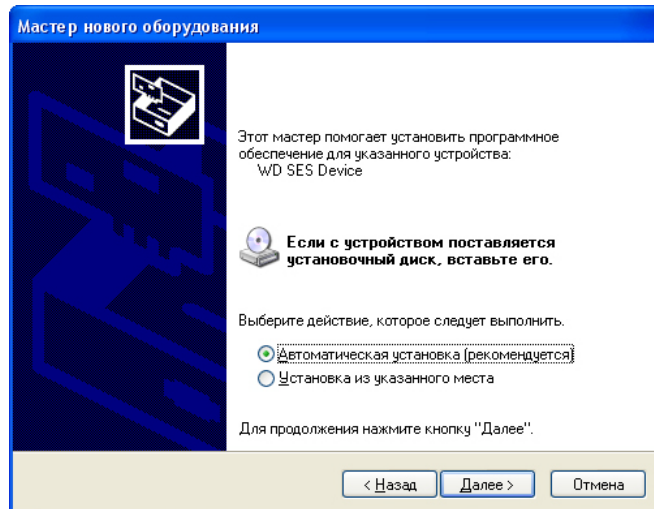 Мастер нового оборудования
Этот мастер помогает установить программное
обеспечение для указанного устройства:
WD SES Device
Если с устройством поставляется
установочный диск, вставьте его.
Выберите действие, которое следует выполнить.
Автоматическая установка (рекомендуется)
Установка из указанного места
Для продолжения нажмите кнопку "Далее".
< Назад Далее > Отмена